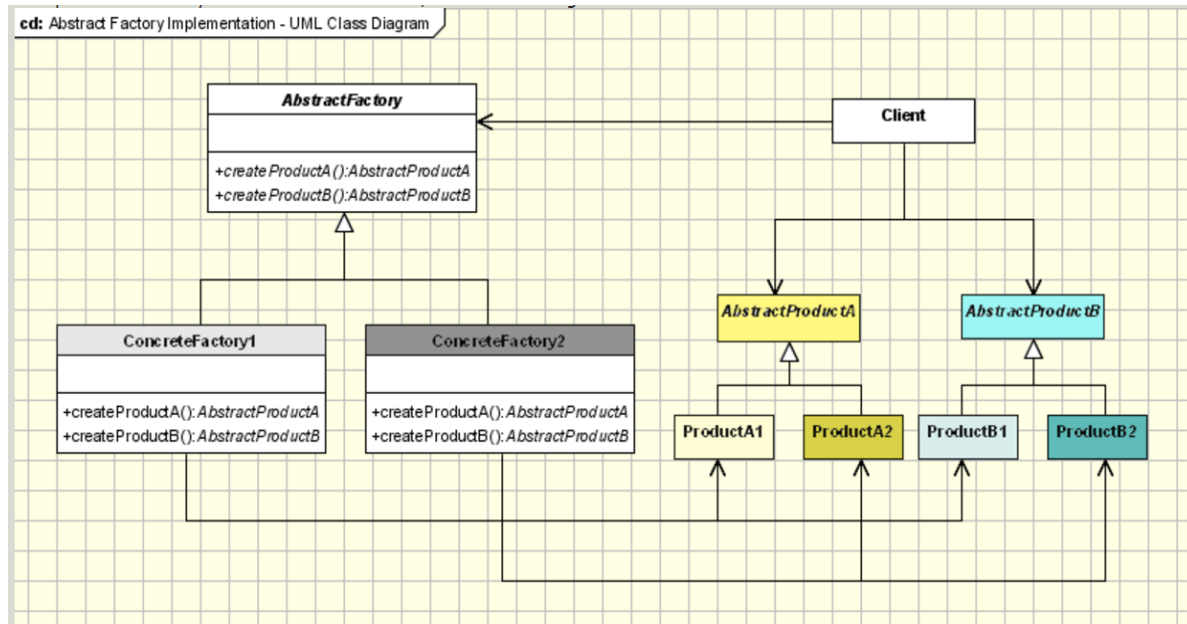 cd: Abstract Factory Implementation - UML Class Diagram
AbstractFactory
+createProductA():AbstractProductA
+createProductB():AbstractProductB
Client
AbstractProductA
AbstractProductB
ConcreteFactory1
+createProductA():AbstractProductA
+createProductB():AbstractProductB
ConcreteFactory2
+createProductA():AbstractProductA
+createProductB():AbstractProductB
ProductA1
ProductA2
ProductB1
ProductB2